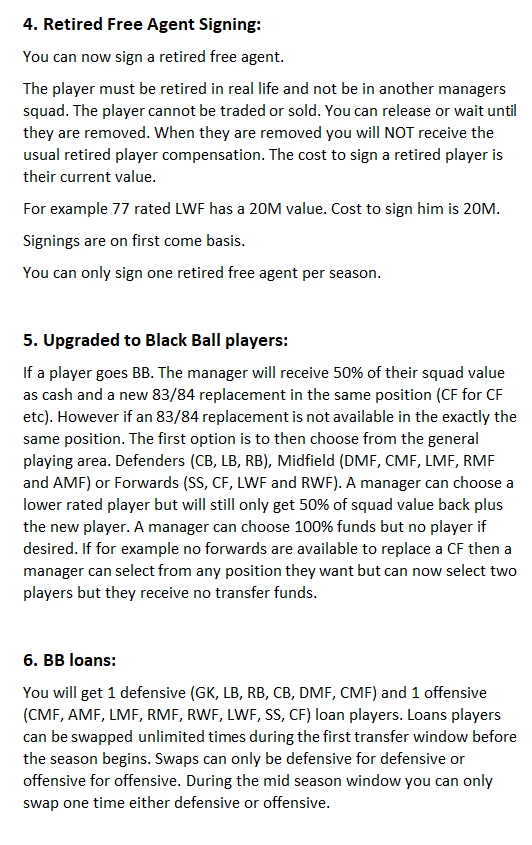 4. Retired Free Agent Signing:
You can now sign a retired free agent.
The player must be retired in real life and not be in another managers
squad. The player cannot be traded or sold. You can release or wait until
they are removed. When they are removed you will NOT receive the
usual retired player compensation. The cost to sign a retired player is
their current value.
For example 77 rated LWF has a 20M value. Cost to sign him is 20M.
Signings are on first come basis.
You can only sign one retired free agent per season.
5. Upgraded to Black Ball players:
If a player goes BB. The manager will receive 50% of their squad value
as cash and a new 83/84 replacement in the same position (CF for CF
etc). However if an 83/84 replacement is not available in the exactly the
same position. The first option is to then choose from the general
playing area. Defenders (CB, LB, RB), Midfield (DMF, CMF, LMF, RMF
and AMF) or Forwards (SS, CF, LWF and RWF). A manager can choose a
lower rated player but will still only get 50% of squad value back plus
the new player. A manager can choose 100% funds but no player if
desired. If for example no forwards are available to replace a CF then a
manager can select from any position they want but can now select two
players but they receive no transfer funds.
6. BB loans:
You will get 1 defensive (GK, LB, RB, CB, DMF, CMF) and 1 offensive
(CMF, AMF, LMF, RMF, RWF, LWF, SS, CF) loan players. Loans players
can be swapped unlimited times during the first transfer window before
the season begins. Swaps can only be defensive for defensive or
offensive for offensive. During the mid season window you can only
swap one time either defensive or offensive.